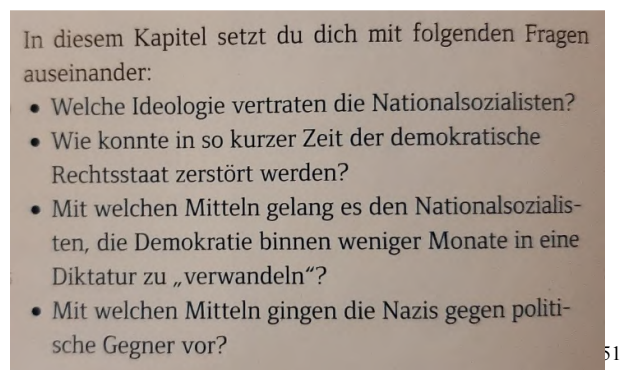 In diesem Kapitel setzt du dich mit folgenden Fragen
auseinander:
• Welche Ideologie vertraten die Nationalsozialisten?
• Wie konnte in so kurzer Zeit der demokratische
Rechtsstaat zerstört werden?
• Mit welchen Mitteln gelang es den Nationalsozialis-
ten, die Demokratie binnen weniger Monate in eine
Diktatur zu „verwandeln“?
• Mit welchen Mitteln gingen die Nazis gegen politi-
sche Gegner vor?
51